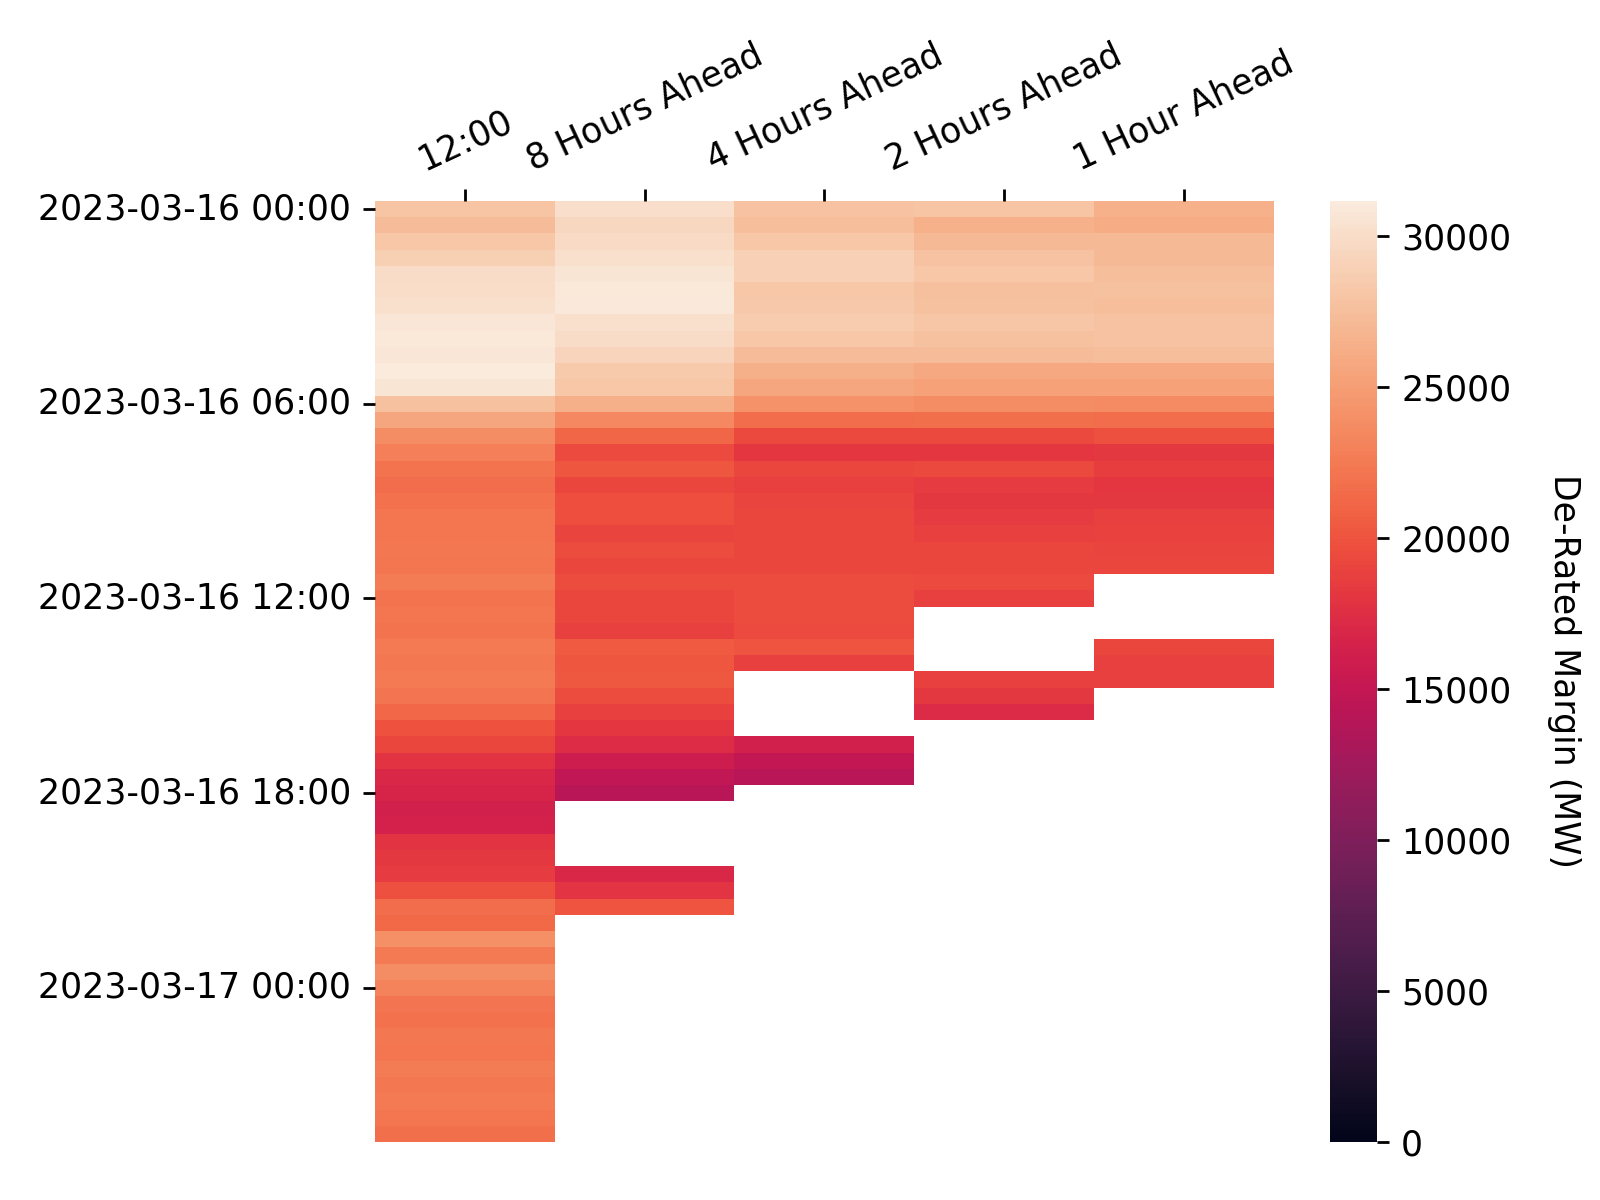 12:00
8 Hours Ahead
4 Hours Ahead
2 Hours Ahead
1 Hour Ahead
2023-03-16 00:00
2023-03-16 06:00
2023-03-16 12:00
2023-03-16 18:00
2023-03-17 00:00
30000
25000
20000
15000
10000
5000
0
De-Rated Margin (MW)